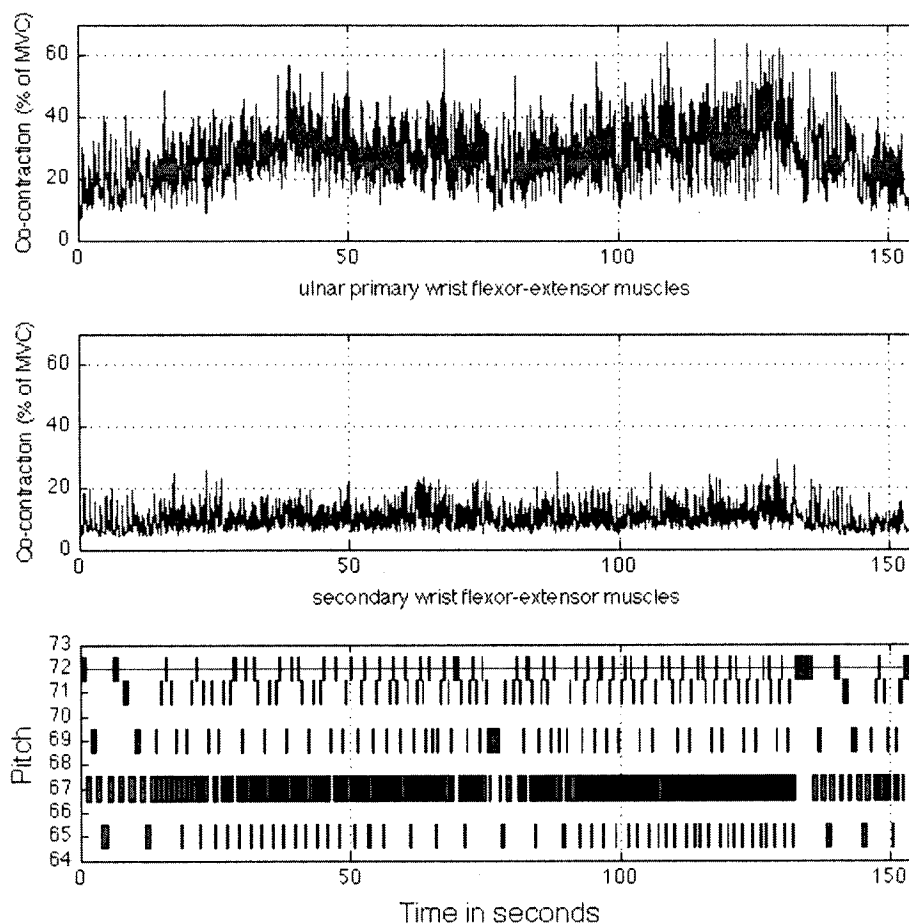 Co-contraction (% of MVC)
60
40
20
0
0 50 100 150
ulnar primary wrist flexor-extensor muscles
Co-contraction (% of MVC)
60
40
20
0
0 50 100 150
secondary wrist flexor-extensor muscles
Pitch
73
72
71
70
69
68
67
66
65
64
0 50 100 150
Time in seconds